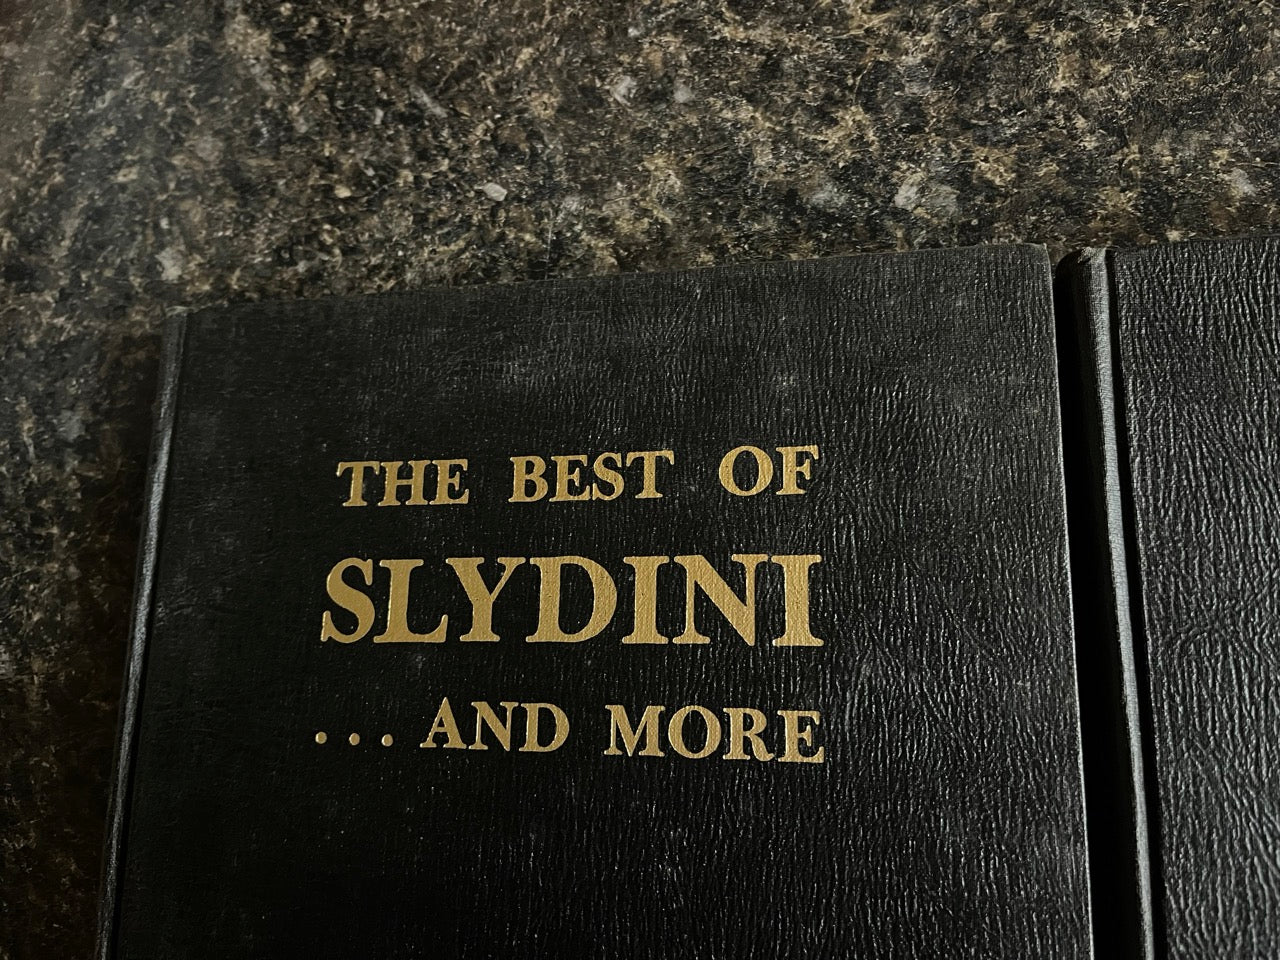 THE BEST OF
SLYDINI
... AND MORE